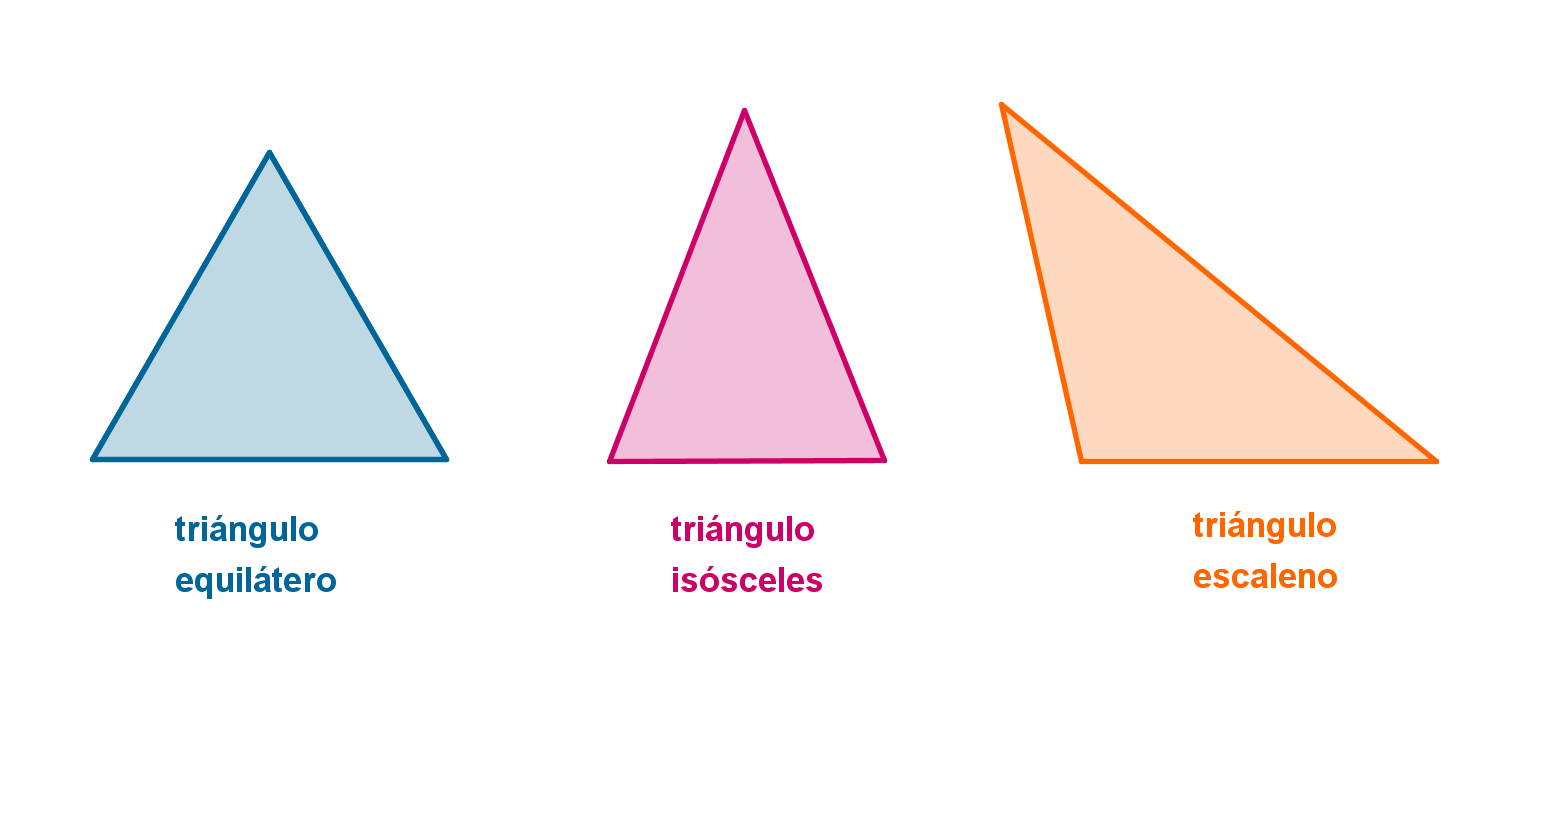 triángulo
equilátero
triángulo
isósceles
triángulo
escaleno